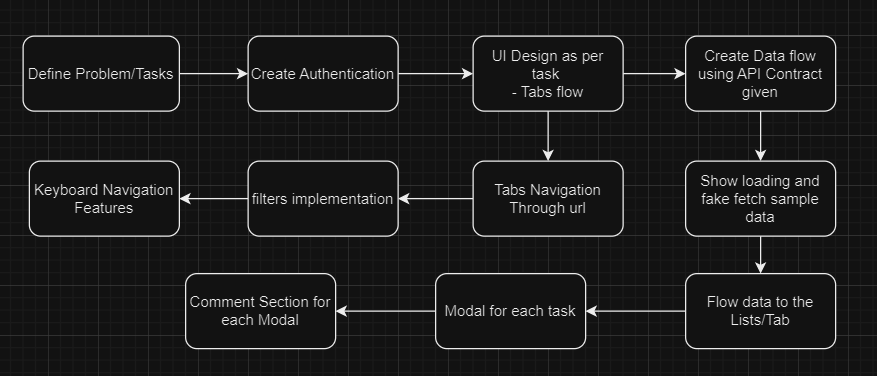 Define Problem/Tasks
Create Authentication
UI Design as per
task
- Tabs flow
Create Data flow
using API Contract
given
Keyboard Navigation
Features
filters implementation
Tabs Navigation
Through url
Show loading and
fake fetch sample
data
Comment Section for
each Modal
Modal for each task
Flow data to the
Lists/Tab